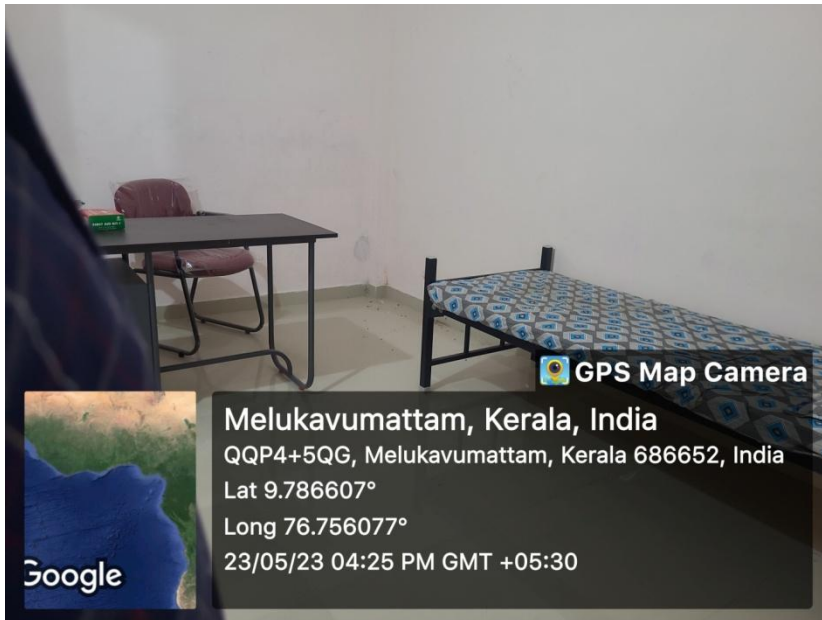 GPS Map Camera
Melukavumattam, Kerala, India
QQP4+5QG, Melukavumattam, Kerala 686652, India
Lat 9.786607°
Long 76.756077°
23/05/23 04:25 PM GMT +05:30
Google